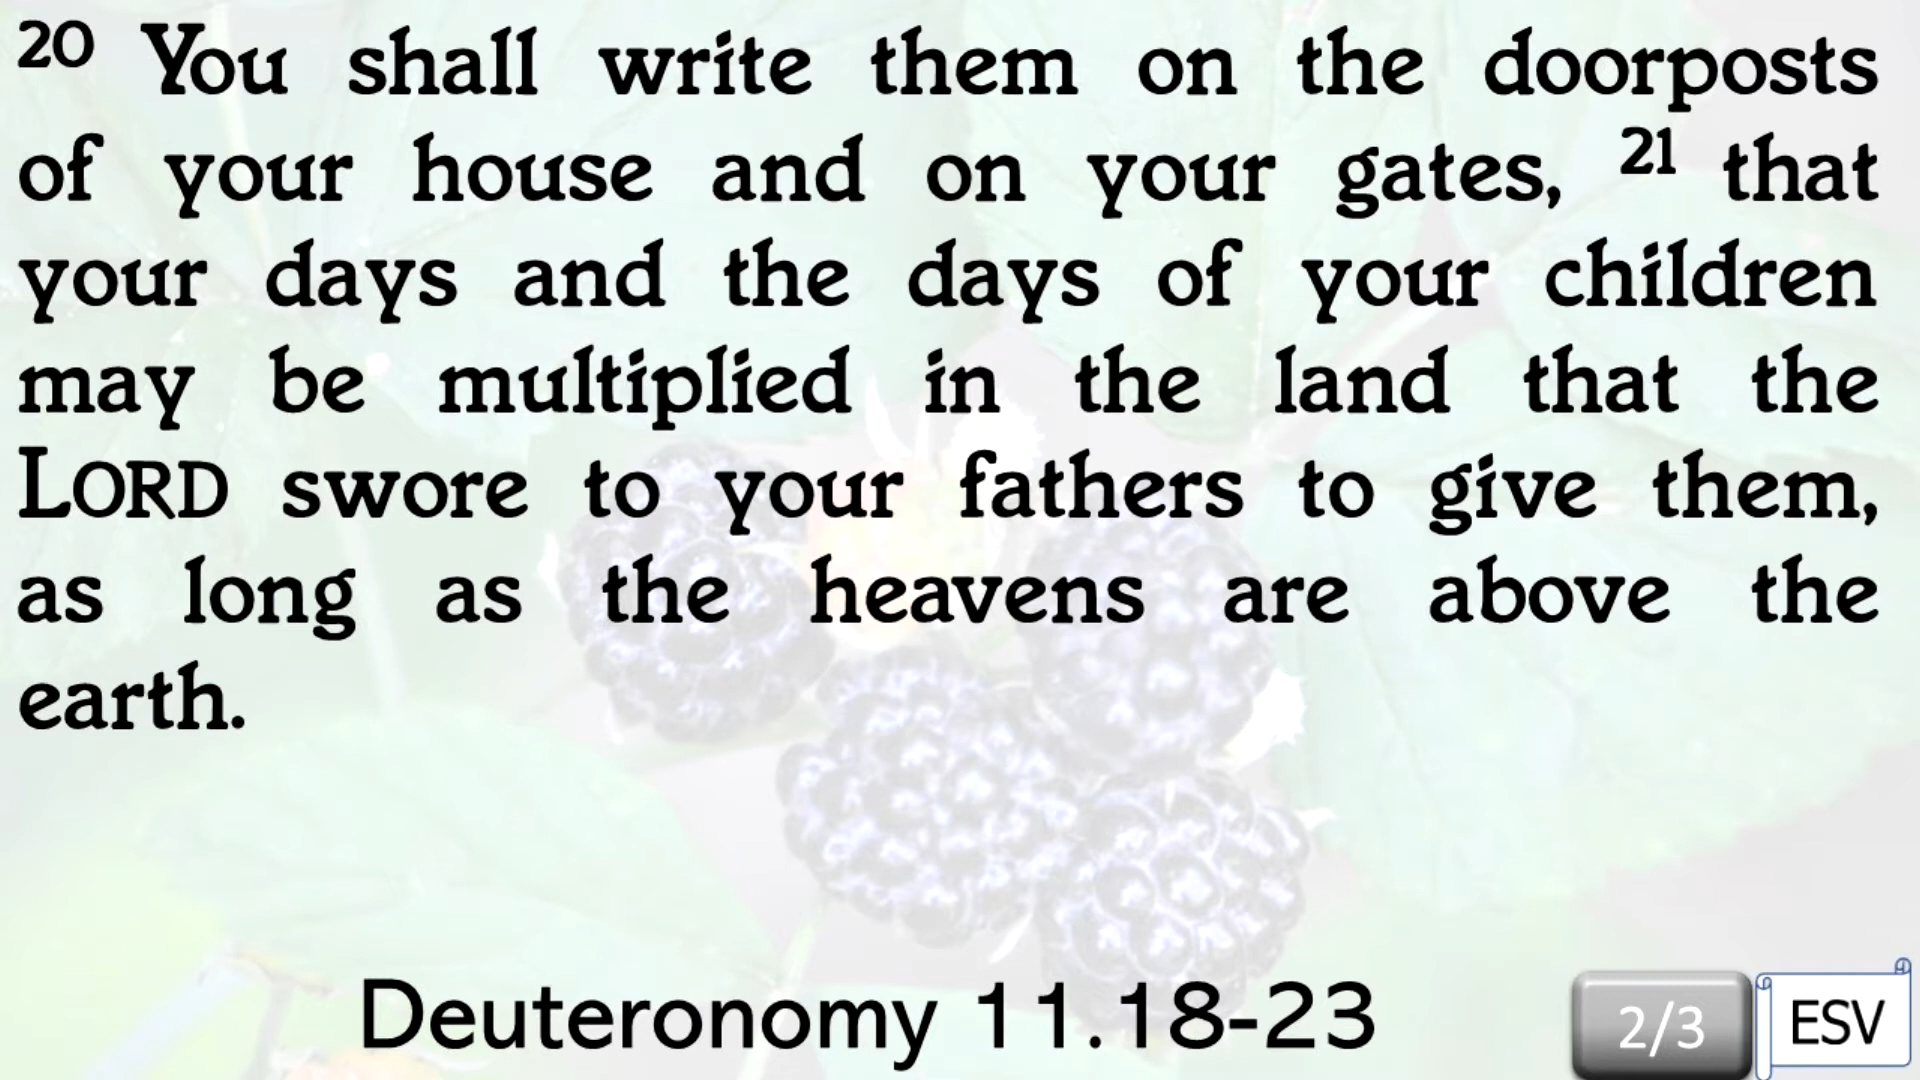 20 You shall write them on the doorposts
of your house and on your gates, 21 that
your days and the days of your children
may be multiplied in the land that the
LORD swore to your fathers to give them,
as long as the heavens are above the
earth.
Deuteronomy 11.18-23
2/3
ESV